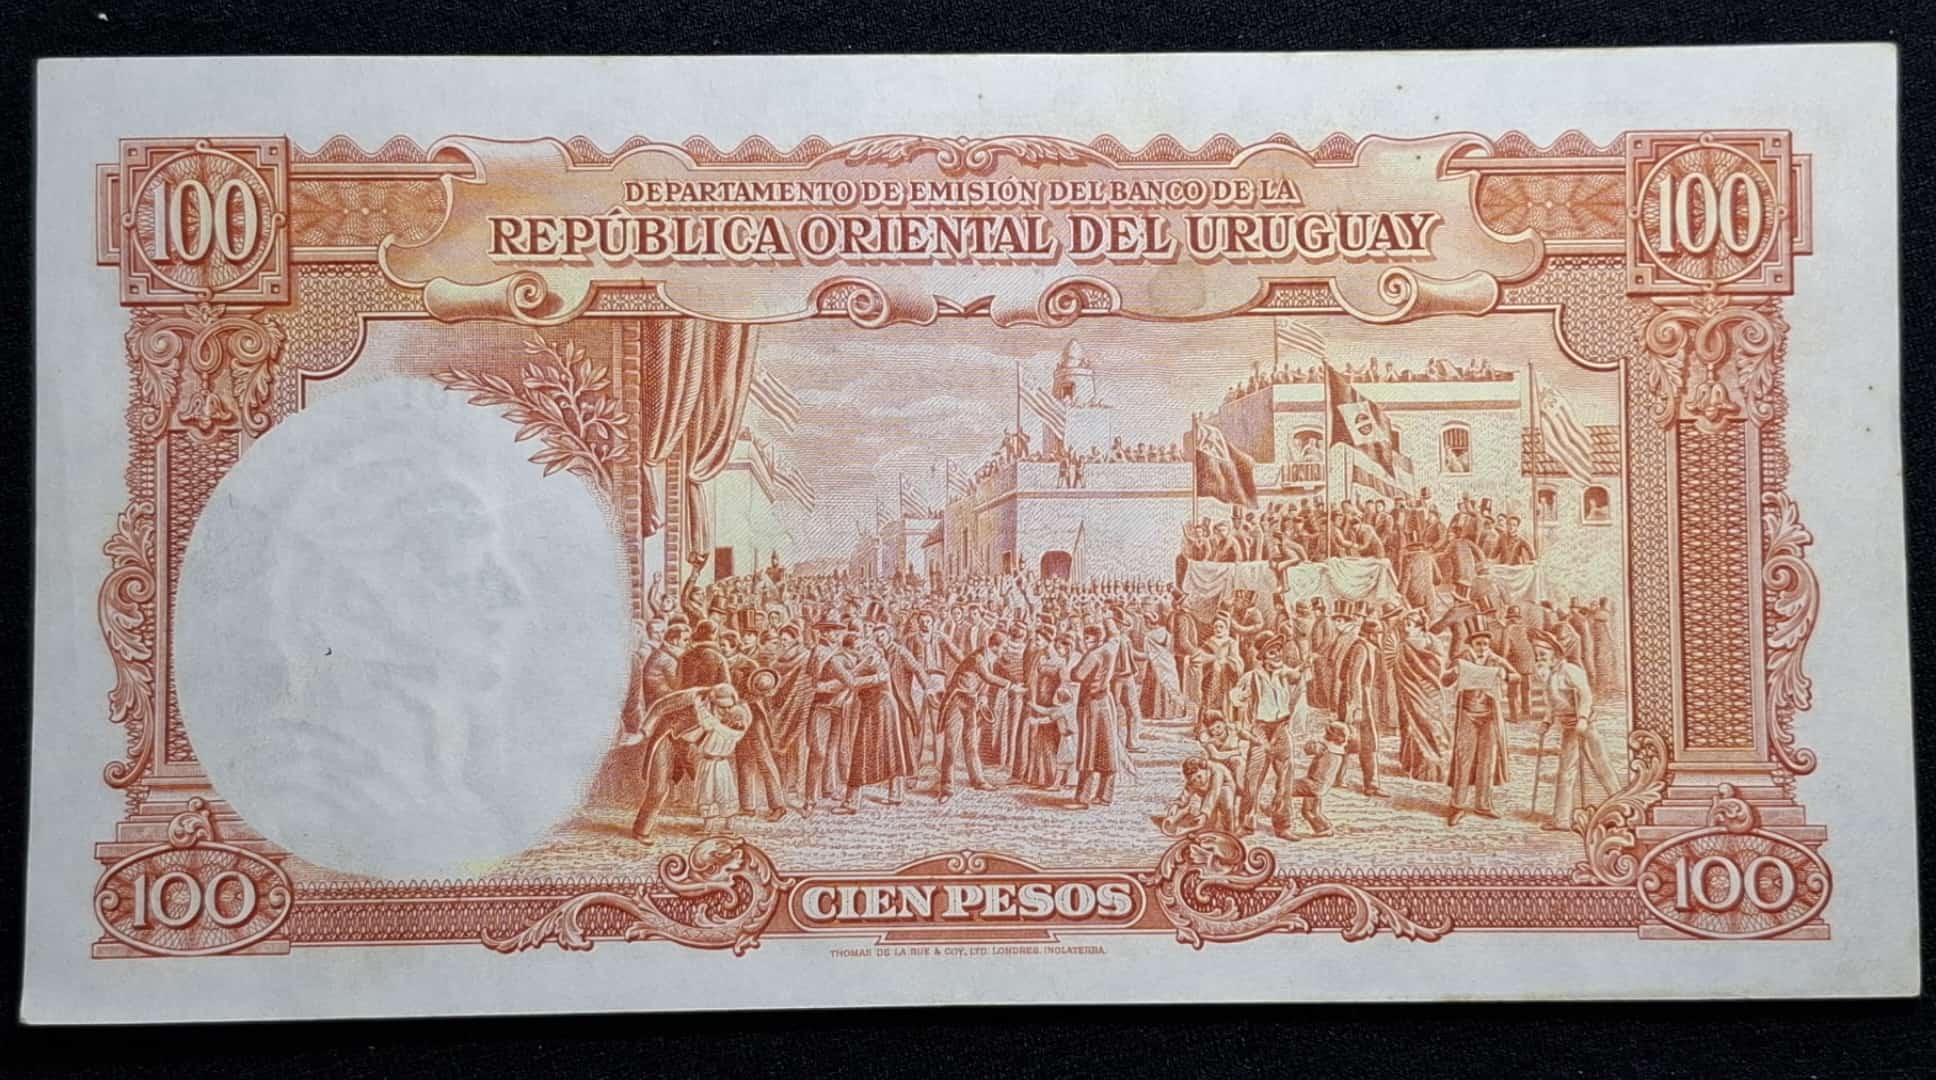 100
100
DEPARTAMENTO DE EMISIÓN DEL BANCO DE LA
REPÚBLICA ORIENTAL DEL URUGUAY
100
CIEN PESOS
100
THOMAS DE LA RUE & COY, LTD. LONDRES. INGLATERRA.